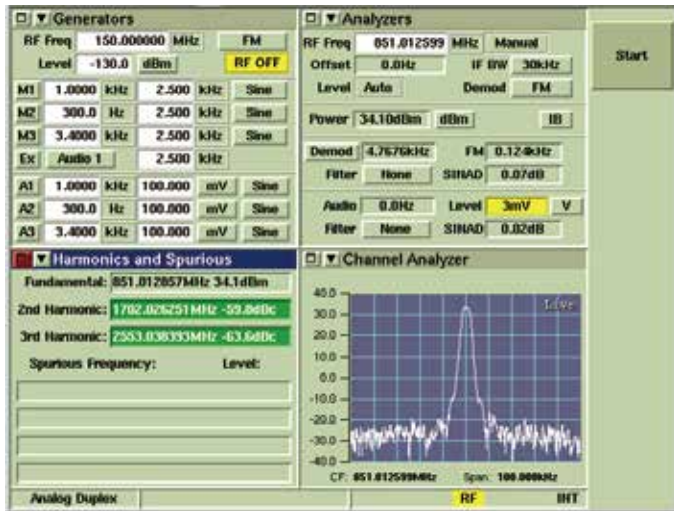 Generators
RF Freq 150.000000 MHz FM
Level -130.0 dBm RF OFF
M1 1.0000 kHz 2.500 kHz Sine
M2 300.0 Hz 2.500 kHz Sine
M3 3.4000 kHz 2.500 kHz Sine
Ex Audio 1 2.500 kHz
A1 1.0000 kHz 100.000 mV Sine
A2 300.0 Hz 100.000 mV Sine
A3 3.4000 kHz 100.000 mV Sine
Analyzers
RF Freq 851.012599 MHz Manual
Offset 0.0Hz IF BW 30kHz
Level Auto Demod FM
Power 34.10dBm dBm IB
Demod 4.7676kHz FM 0.124kHz
Filter None SINAD 0.07dB
Audio 0.0Hz Level 3mV V
Filter None SINAD 0.02dB
Start
Harmonics and Spurious
Fundamental: 851.012857MHz 34.1dBm
2nd Harmonic: 1702.026251MHz -59.8dBc
3rd Harmonic: 2553.038393MHz -63.6dBc
Spurious Frequency: Level:
Channel Analyzer
Live
40.0
30.0
20.0
10.0
0.0
-10.0
-20.0
-30.0
-40.0
CF: 851.012599MHz Span: 100.000kHz
Analog Duplex RF INT